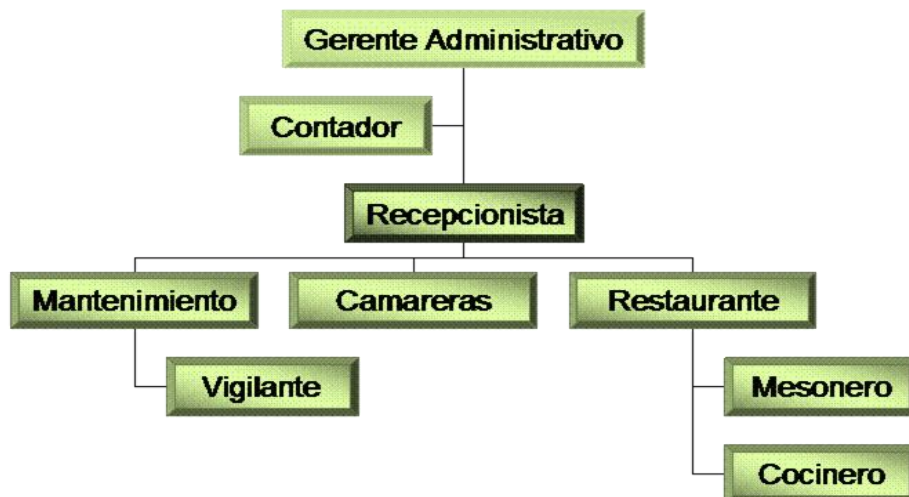 Gerente Administrativo
Contador
Recepcionista
Mantenimiento
Camareras
Restaurante
Vigilante
Mesonero
Cocinero